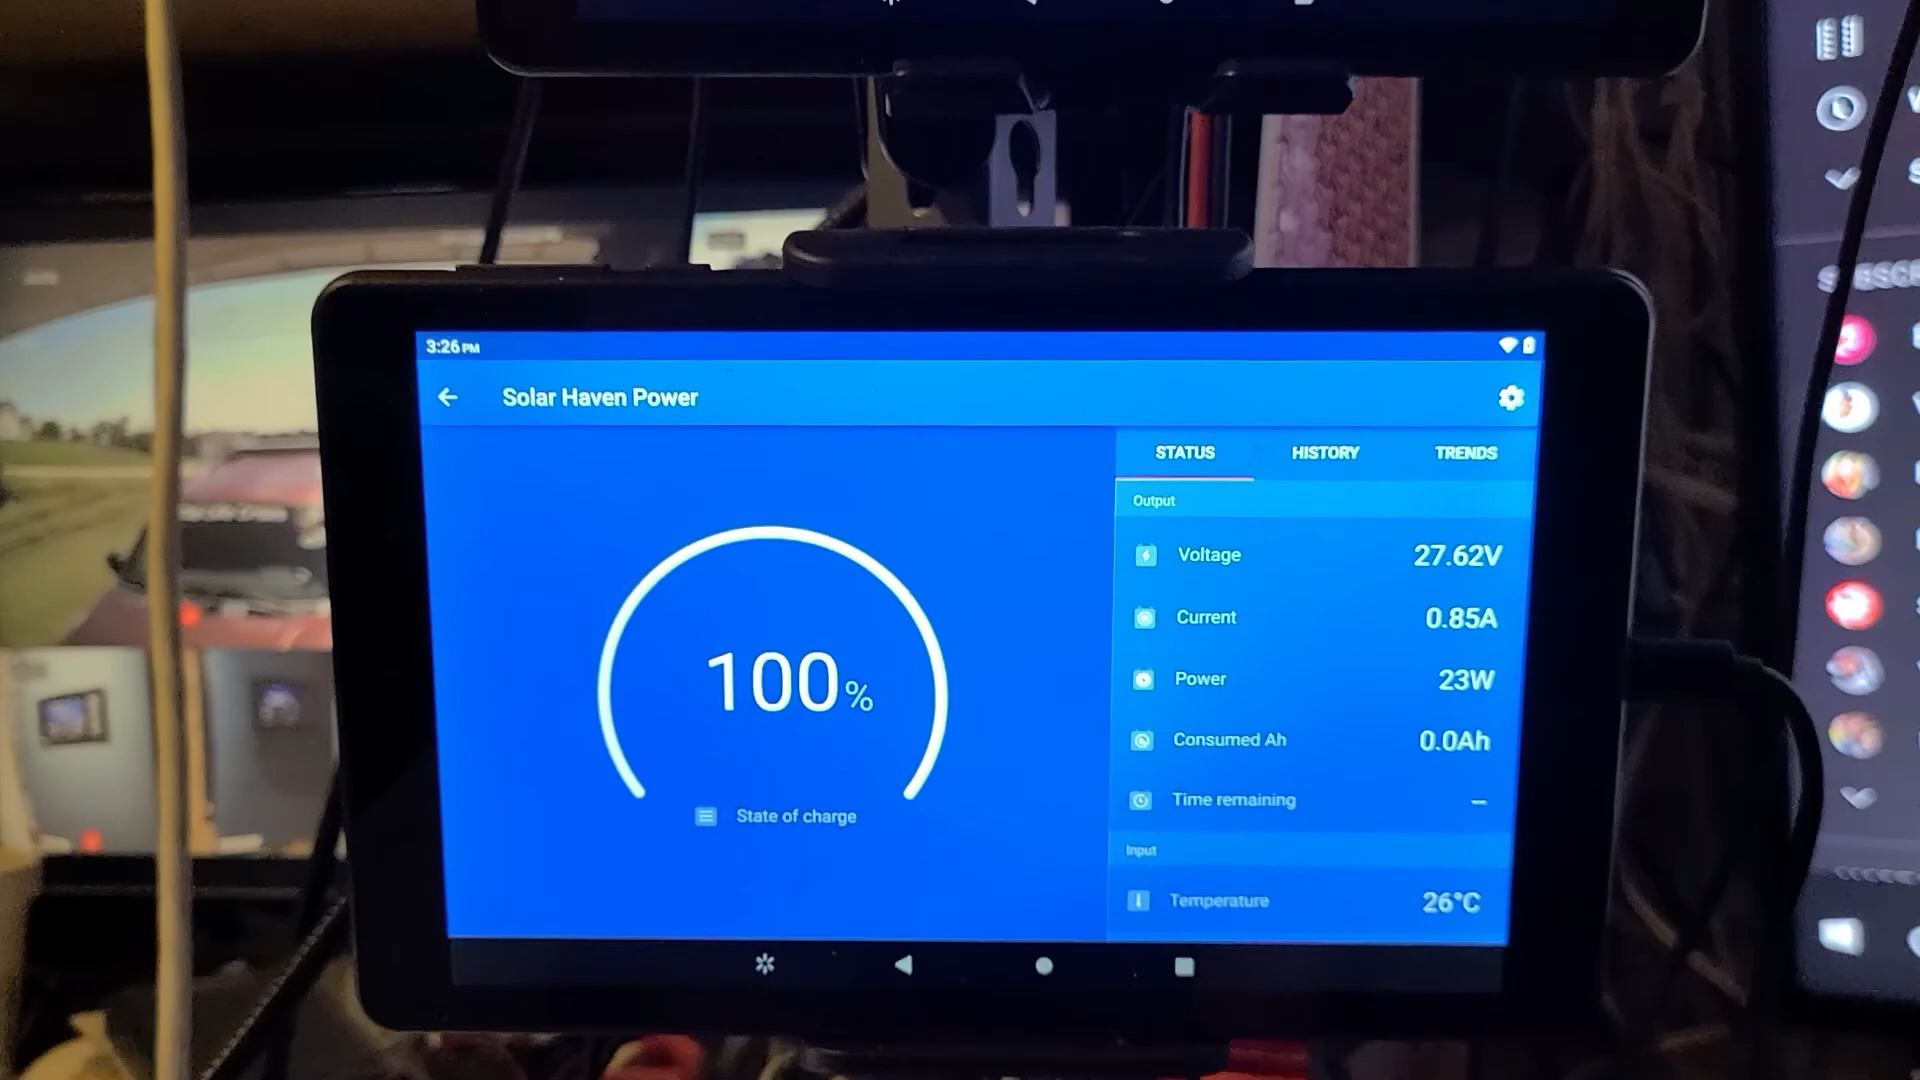 3:26 PM
Solar Haven Power
STATUS HISTORY TRENDS
Output
Voltage 27.62V
Current 0.85A
Power 23W
Consumed Ah 0.0Ah
Time remaining --
Input
Temperature 26°C
100%
State of charge